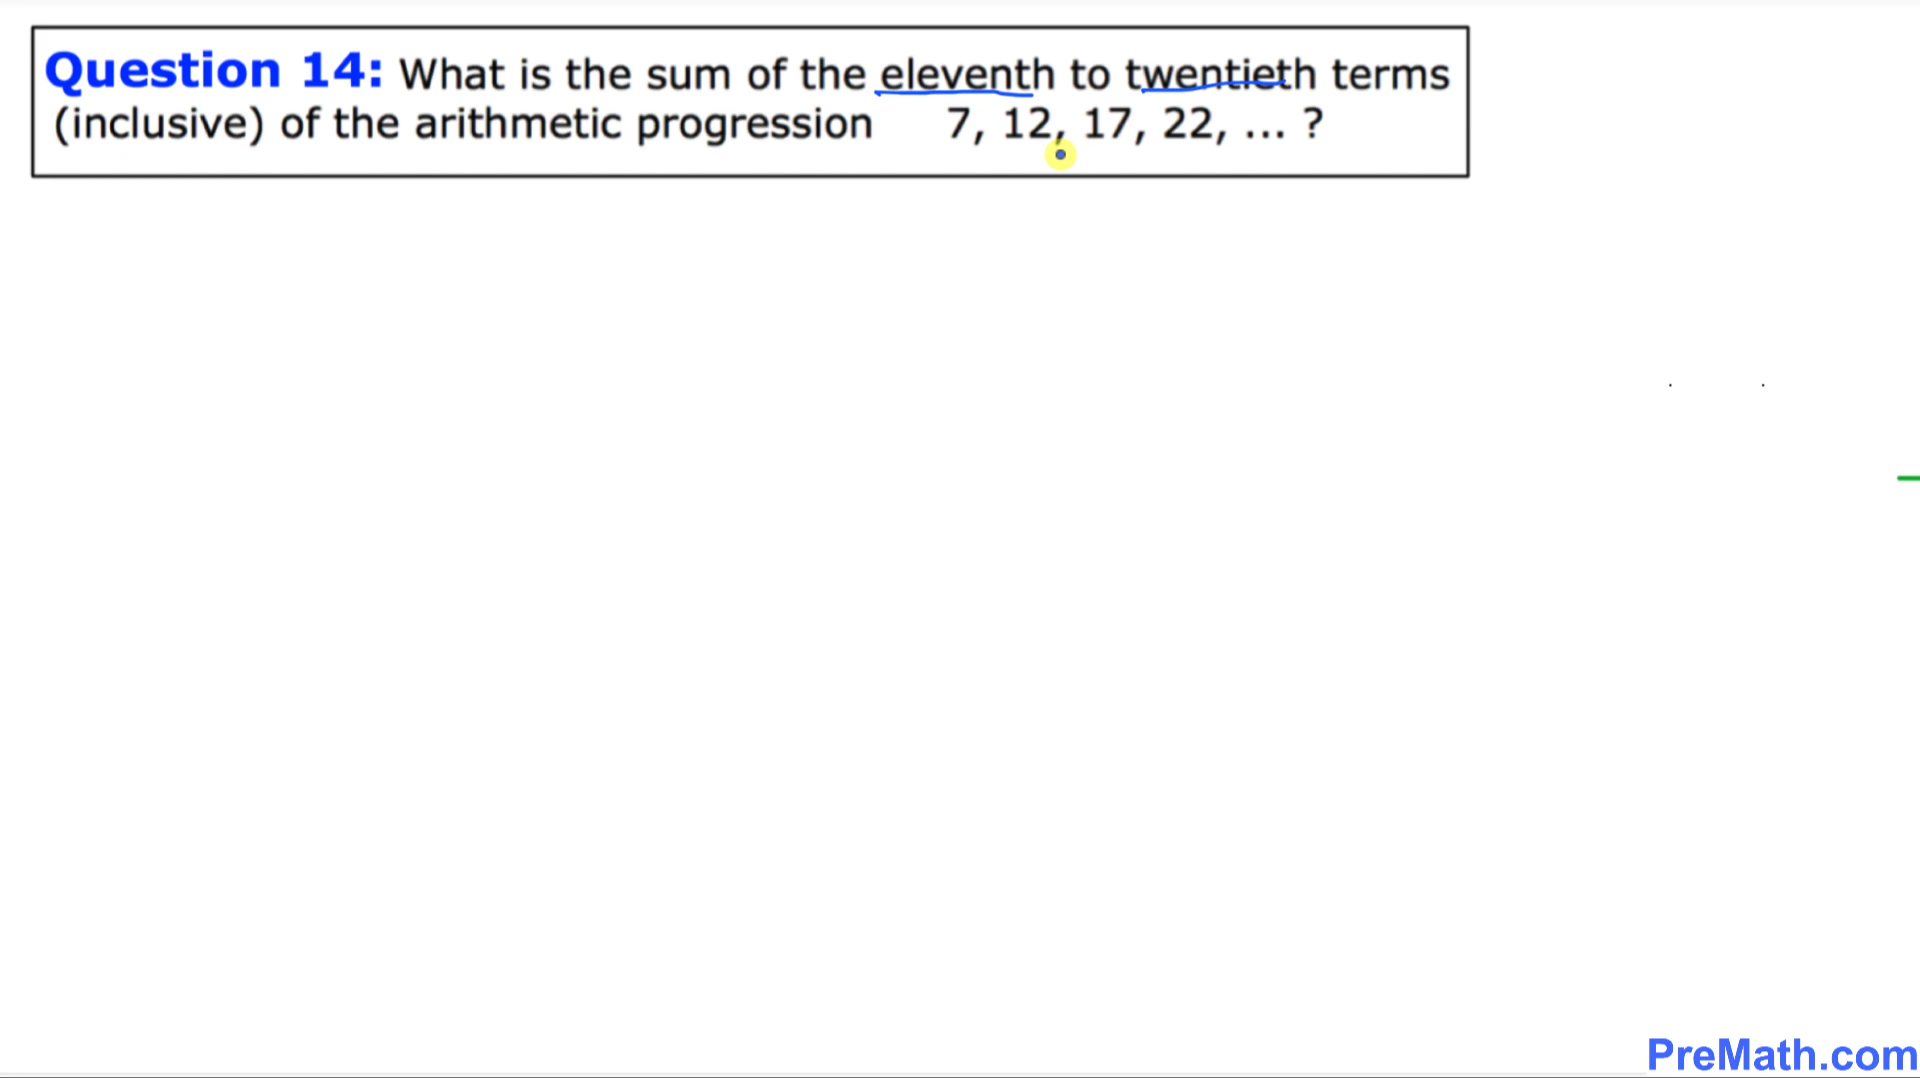 Question 14: What is the sum of the eleventh to twentieth terms
(inclusive) of the arithmetic progression 7, 12, 17, 22, ... ?
PreMath.com